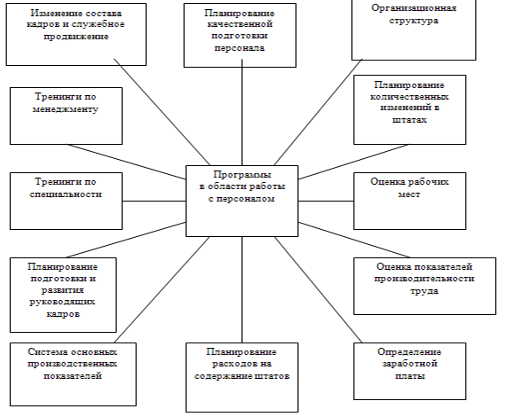 Изменение состава
кадров и служебное
продвижение
Планирование
качественной
подготовки
персонала
Организационная
структура
Тренинги по
менеджменту
Планирование
количественных
изменений в
штатах
Программы
в области работы
с персоналом
Тренинги по
специальности
Оценка рабочих
мест
Планирование
подготовки и
развития
руководящих
кадров
Оценка показателей
производительности
труда
Система основных
производственных
показателей
Планирование
расходов на
содержание штатов
Определение
заработной
платы